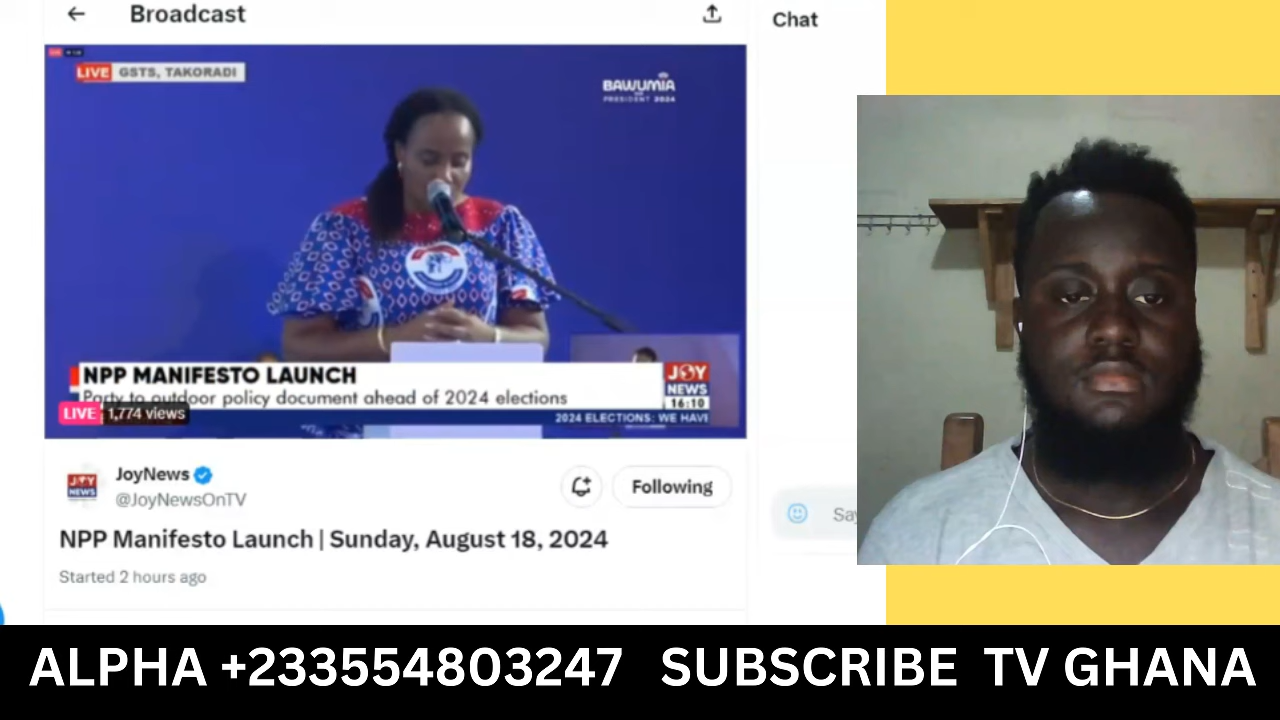 Broadcast
Chat
LIVE GSTS, TAKORADI
BAWUMIA
PRESIDENT 2024
NPP MANIFESTO LAUNCH
Party to outdoor policy document ahead of 2024 elections
JOY
NEWS
16:10
LIVE 1,774 views
2024 ELECTIONS: WE HAVE
JoyNews
@JoyNewsOnTV
Following
Say
NPP Manifesto Launch | Sunday, August 18, 2024
Started 2 hours ago
ALPHA +233554803247 SUBSCRIBE TV GHANA